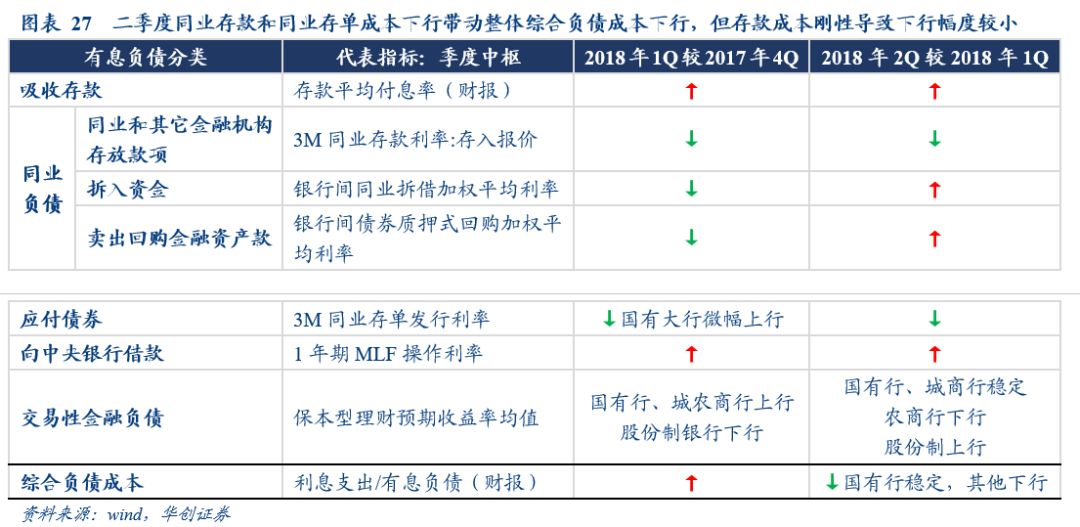 图表 27 二季度同业存款和同业存单成本下行带动整体综合负债成本下行，但存款成本刚性导致下行幅度较小
有息负债分类 代表指标：季度中枢 2018 年 1Q 较 2017 年 4Q 2018 年 2Q 较 2018 年 1Q
吸收存款 存款平均付息率（财报） ↑ ↑
同业负债
同业和其它金融机构
存放款项
3M 同业存款利率:存入报价 ↓ ↓
拆入资金 银行间同业拆借加权平均利率 ↓ ↑
卖出回购金融资产款
银行间债券质押式回购加权平
均利率
↓ ↑
应付债券 3M 同业存单发行利率 ↓国有大行微幅上行 ↓
向中央银行借款 1 年期 MLF 操作利率 ↑ ↑
交易性金融负债 保本型理财预期收益率均值
国有行、城农商行上行
股份制银行下行
国有行、城商行稳定
农商行下行
股份制上行
综合负债成本 利息支出/有息负债（财报） ↑ ↓国有行稳定，其他下行
资料来源：wind，华创证券